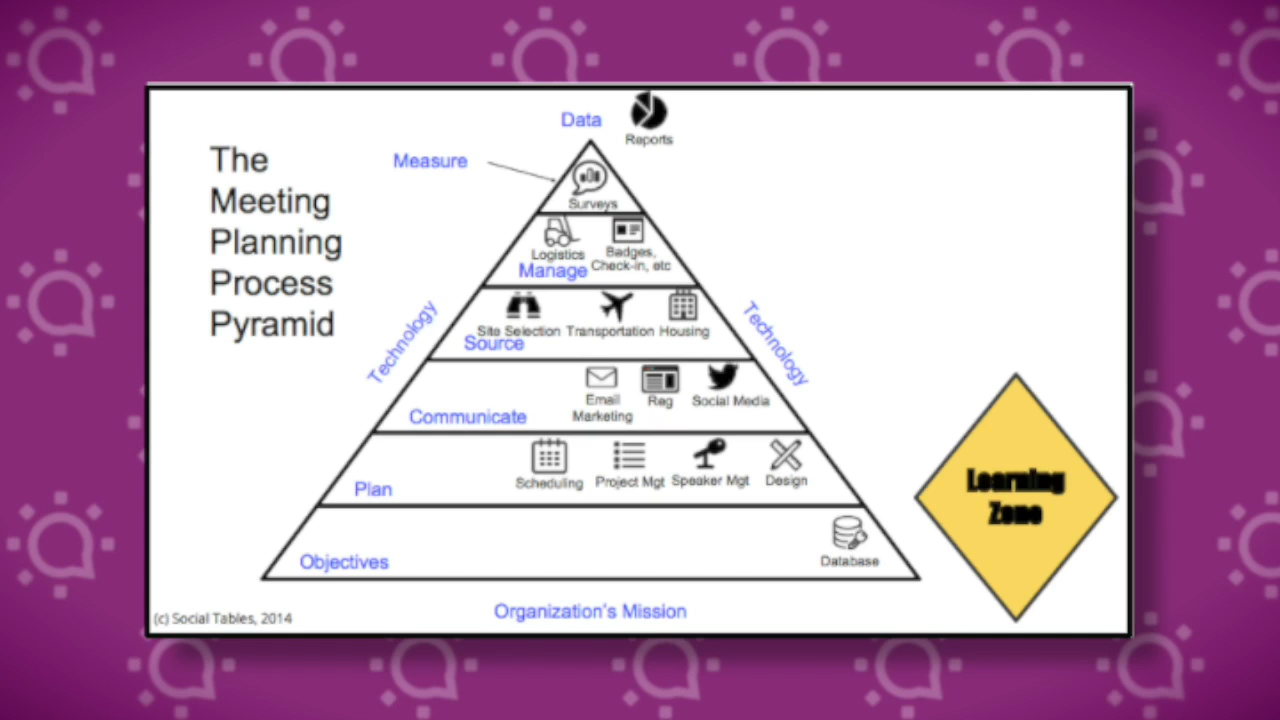 Data
Reports
The
Meeting
Planning
Process
Pyramid
Measure
Surveys
Logistics
Badges,
Check-in, etc
Manage
Technology
Technology
Site Selection Transportation Housing
Source
Email
Marketing
Reg
Social Media
Communicate
Scheduling Project Mgt Speaker Mgt Design
Plan
Learning
Zone
Database
Objectives
Organization's Mission
(c) Social Tables, 2014